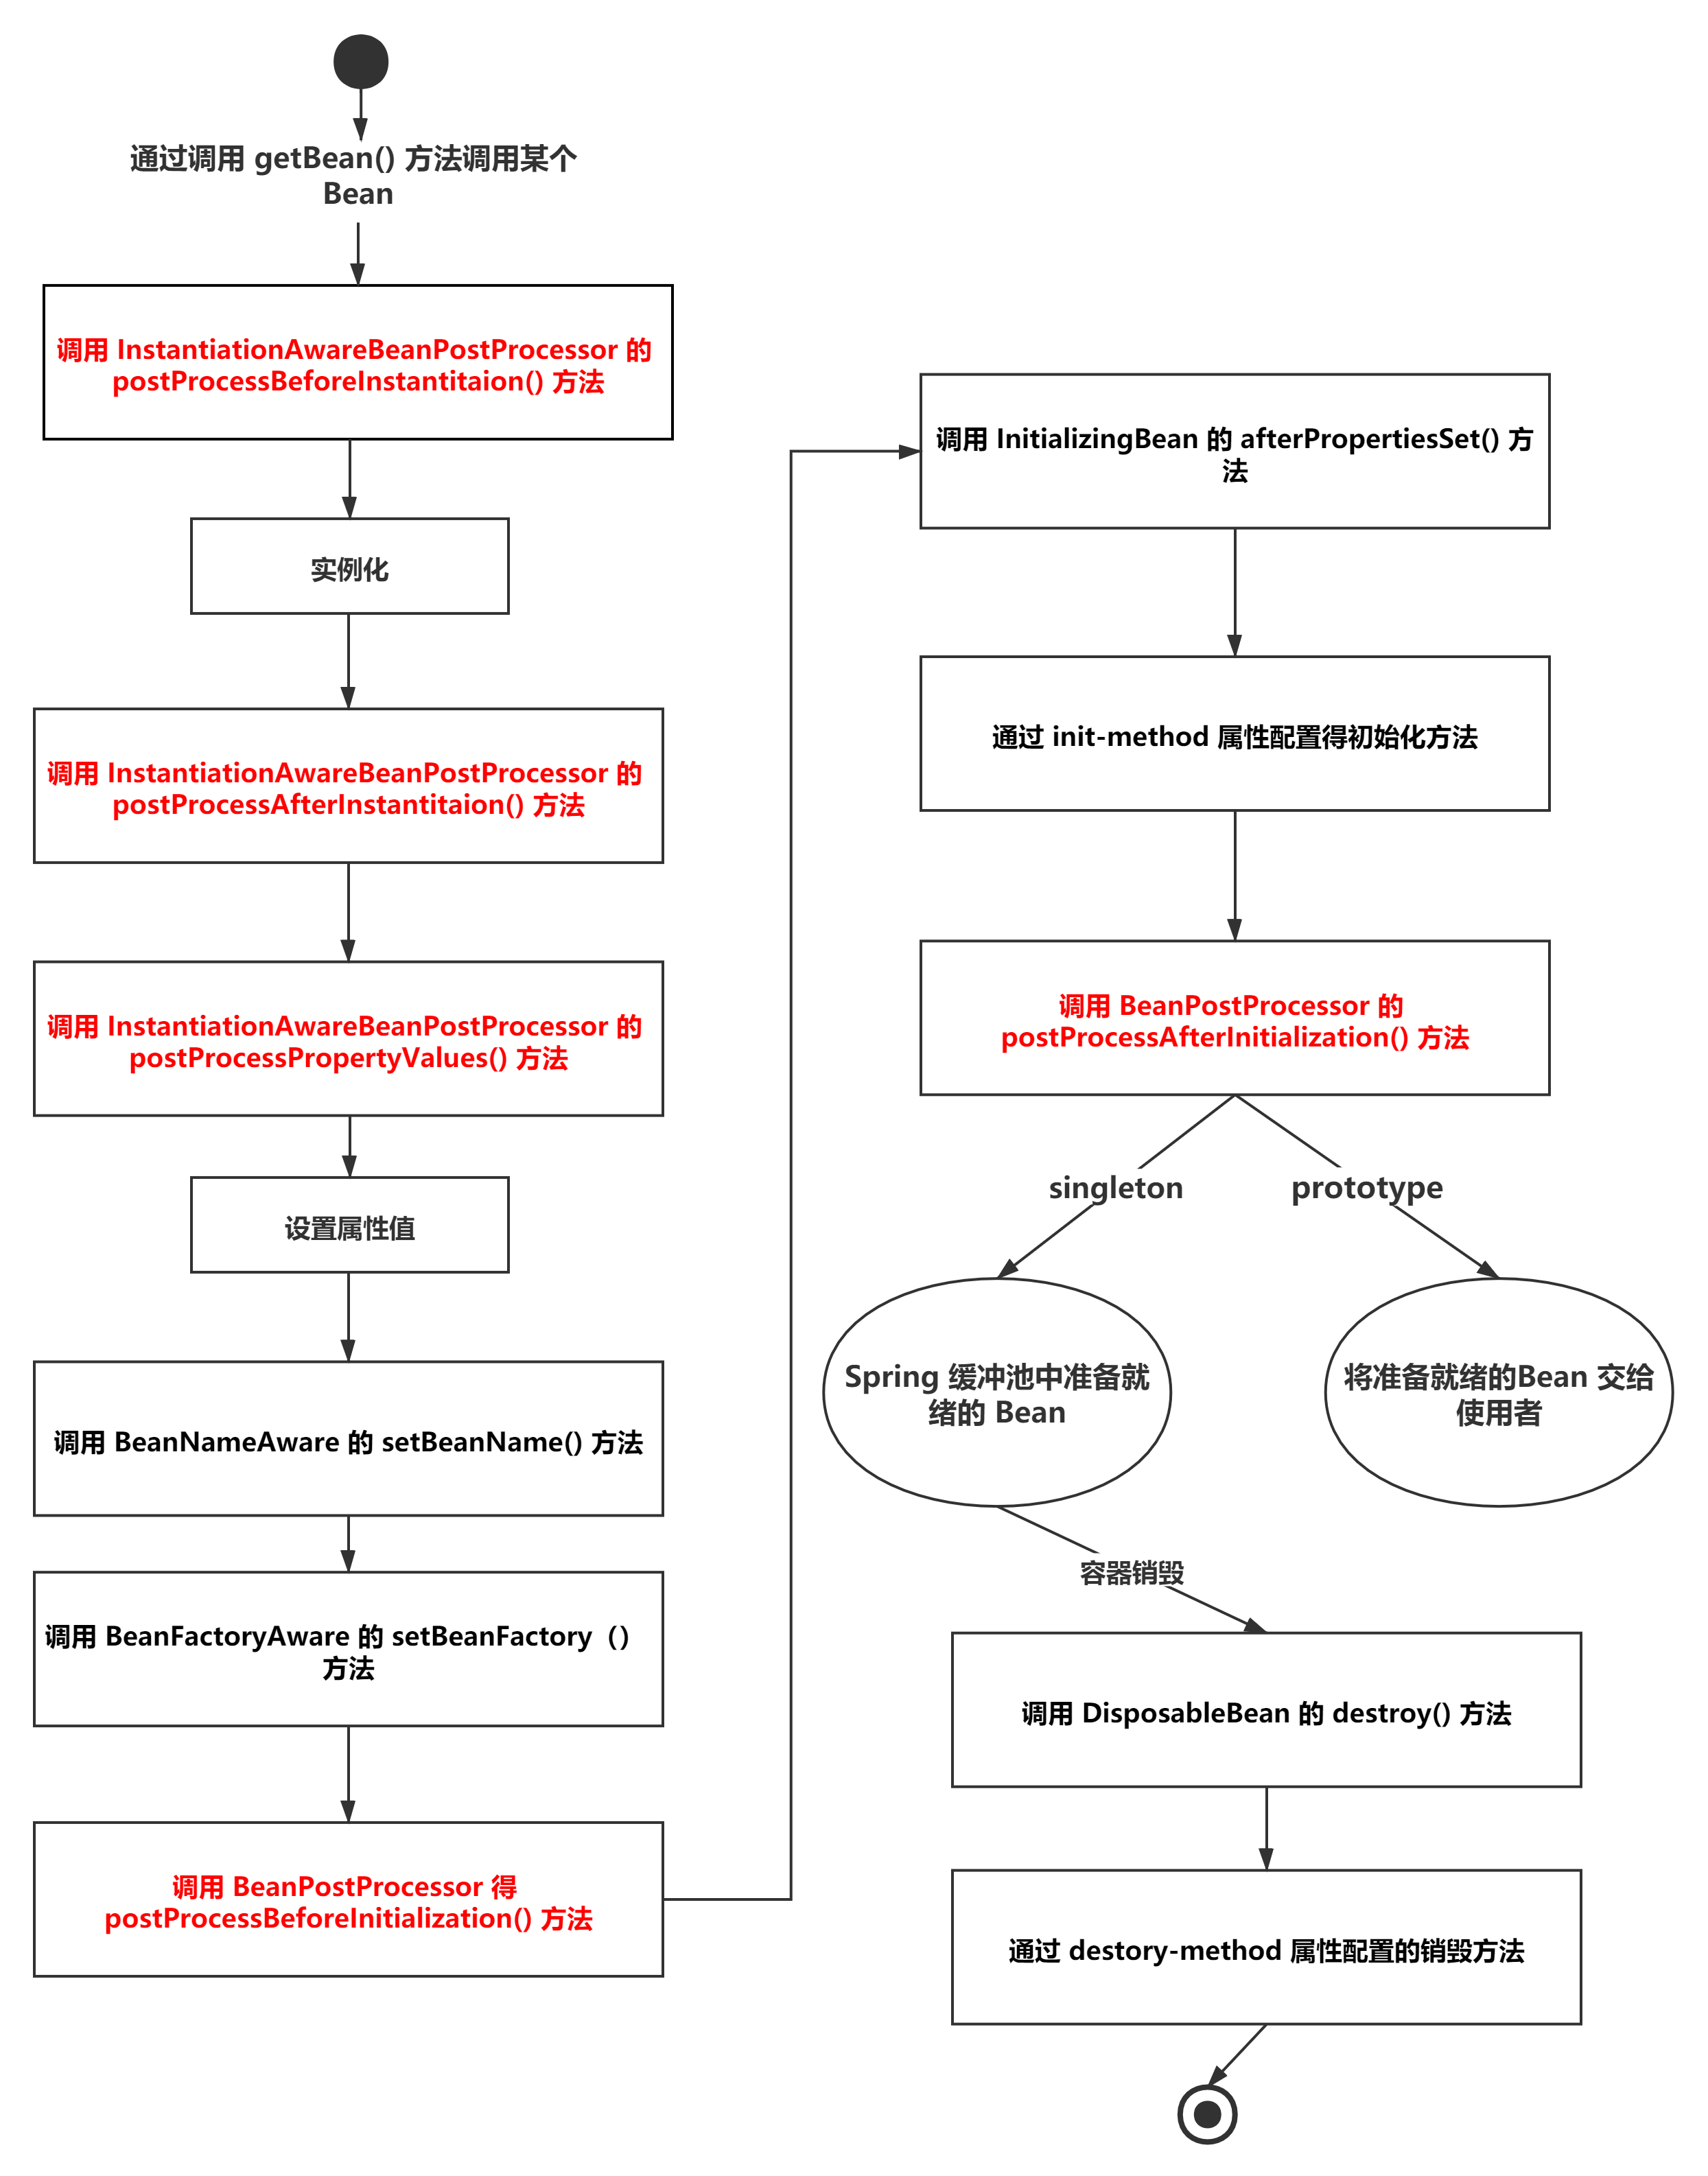 通过调用 getBean() 方法调用某个
Bean
调用 InstantiationAwareBeanPostProcessor 的
postProcessBeforeInstantitaion() 方法
实例化
调用 InstantiationAwareBeanPostProcessor 的
postProcessAfterInstantitaion() 方法
调用 InstantiationAwareBeanPostProcessor 的
postProcessPropertyValues() 方法
设置属性值
调用 BeanNameAware 的 setBeanName() 方法
调用 BeanFactoryAware 的 setBeanFactory（）
方法
调用 BeanPostProcessor 得
postProcessBeforeInitialization() 方法
调用 InitializingBean 的 afterPropertiesSet() 方
法
通过 init-method 属性配置得初始化方法
调用 BeanPostProcessor 的
postProcessAfterInitialization() 方法
singleton
prototype
Spring 缓冲池中准备就
绪的 Bean
将准备就绪的Bean 交给
使用者
容器销毁
调用 DisposableBean 的 destroy() 方法
通过 destory-method 属性配置的销毁方法